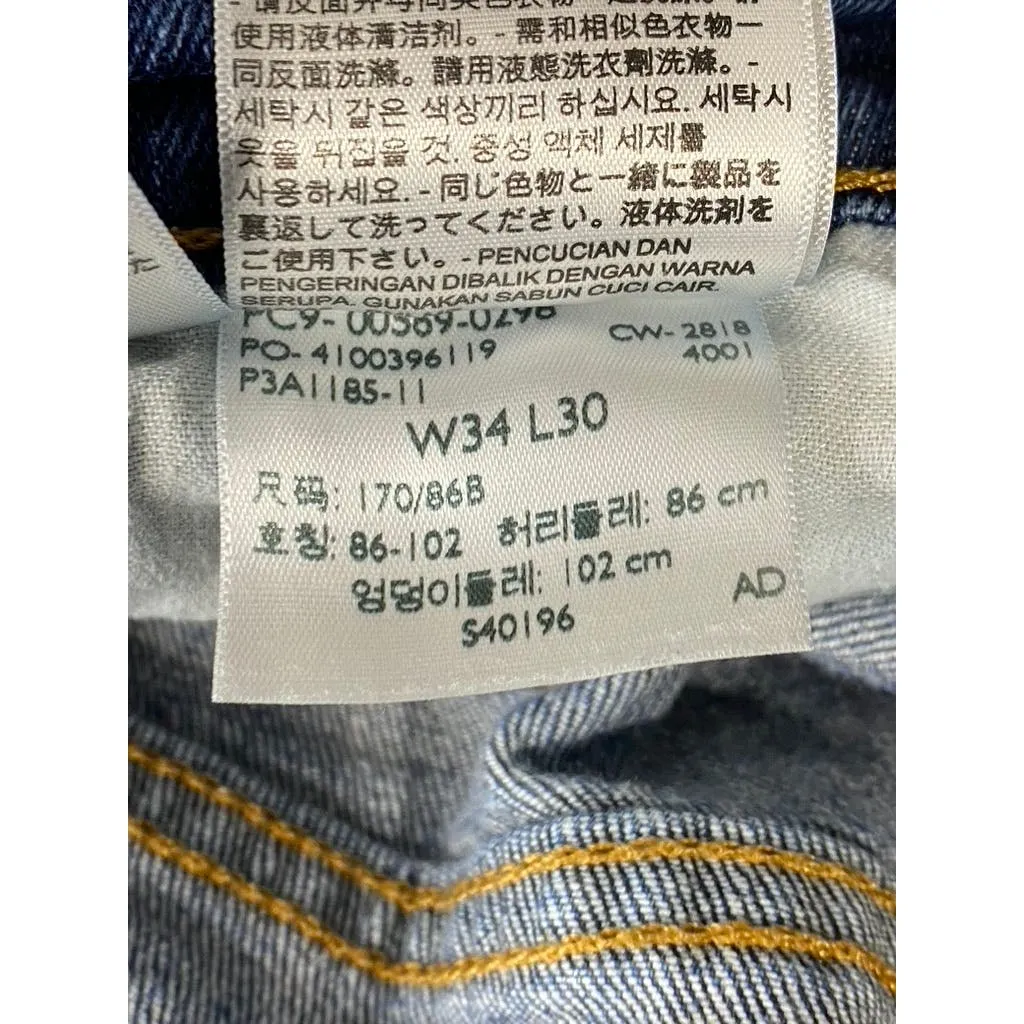 使用液体清洁剂。- 需和相似色衣物一
同反面洗滌。請用液態洗衣劑洗滌。-
세탁시 같은 색상끼리 하십시요. 세탁시
옷을 뒤집을 것. 중성 액체 세제를
사용하세요. - 同じ色物と一緒に製品を
裏返して洗ってください。液体洗剤を
ご使用下さい。- PENCUCIAN DAN
PENGERINGAN DIBALIK DENGAN WARNA
SERUPA. GUNAKAN SABUN CUCI CAIR.
PC9- 00569-0298
PO- 4100396119
P3A1185-11
CW- 2818
4001
W34 L30
尺码: 170/86B
호칭: 86-102 허리둘레: 86 cm
엉덩이둘레: 102 cm
AD
S40196